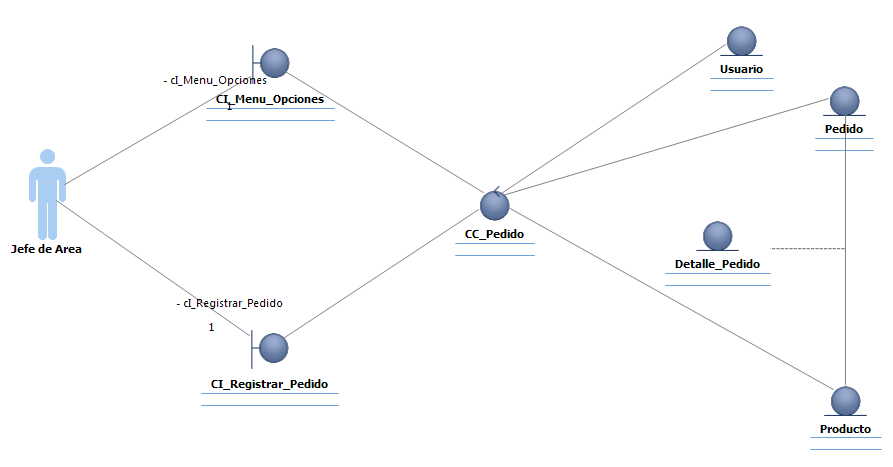 Usuario
- cI_Menu_Opciones
CI_Menu_Opciones
1
Pedido
Jefe de Area
CC_Pedido
Detalle_Pedido
- cI_Registrar_Pedido
1
CI_Registrar_Pedido
Producto